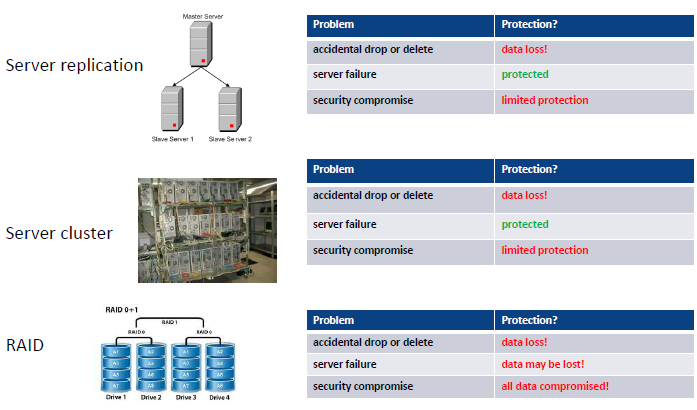 Server replication
Master Server
Slave Server 1 Slave Server 2
Problem Protection?
accidental drop or delete data loss!
server failure protected
security compromise limited protection
Server cluster
Problem Protection?
accidental drop or delete data loss!
server failure protected
security compromise limited protection
RAID
RAID 0+1
RAID 1
RAID 0 RAID 0
A1 A2 A1 A2
A3 A4 A3 A4
A5 A6 A5 A6
A7 A8 A7 A8
Drive 1 Drive 2 Drive 3 Drive 4
Problem Protection?
accidental drop or delete data loss!
server failure data may be lost!
security compromise all data compromised!